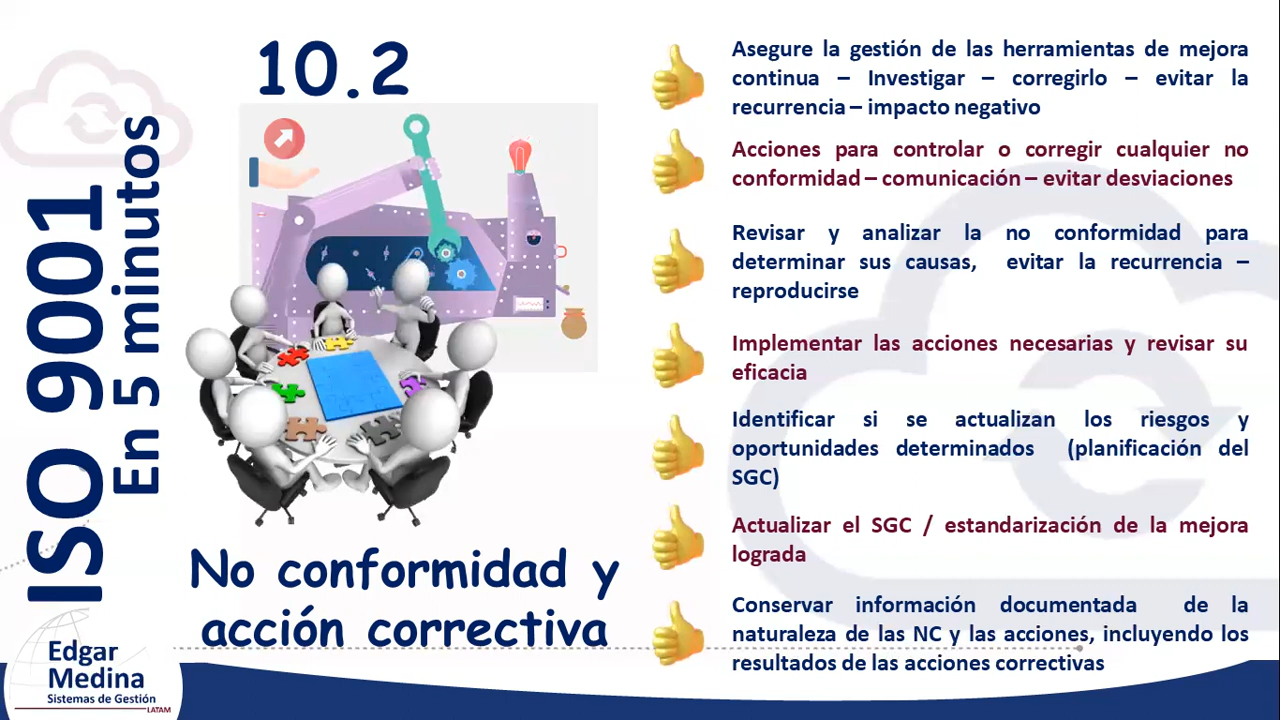 ISO 9001
En 5 minutos
10.2
No conformidad y
acción correctiva
Asegure la gestión de las herramientas de mejora
continua – Investigar – corregirlo – evitar la
recurrencia – impacto negativo
Acciones para controlar o corregir cualquier no
conformidad – comunicación – evitar desviaciones
Revisar y analizar la no conformidad para
determinar sus causas, evitar la recurrencia –
reproducirse
Implementar las acciones necesarias y revisar su
eficacia
Identificar si se actualizan los riesgos y
oportunidades determinados (planificación del
SGC)
Actualizar el SGC / estandarización de la mejora
lograda
Conservar información documentada de la
naturaleza de las NC y las acciones, incluyendo los
resultados de las acciones correctivas
Edgar
Medina
Sistemas de Gestión
LATAM